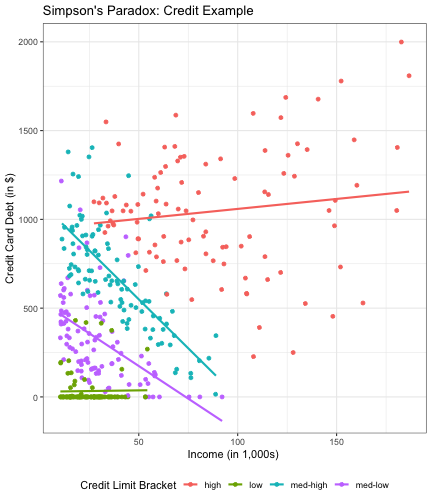 Simpson's Paradox: Credit Example
2000
1500
1000
500
0
Credit Card Debt (in $)
50 100 150
Income (in 1,000s)
Credit Limit Bracket high low med-high med-low